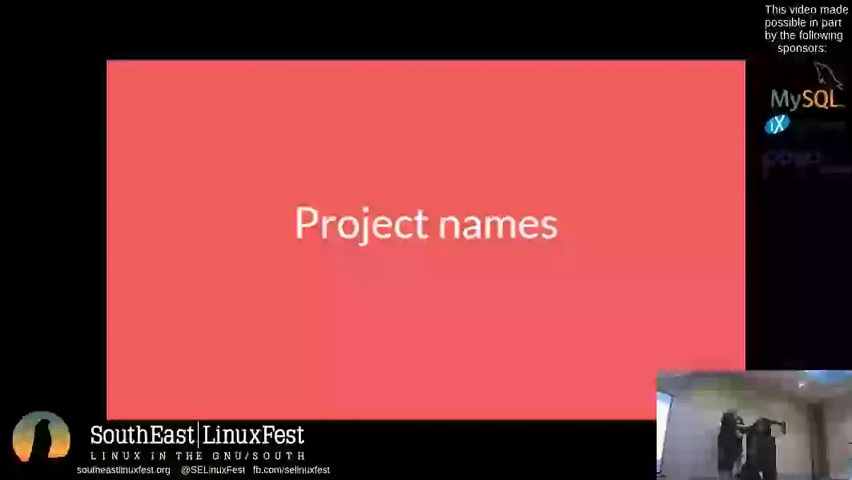 This video made
possible in part
by the following
sponsors:
MySQL
iX
Project names
SouthEast|LinuxFest
LINUX IN THE GNU/SOUTH
southeastlinuxfest.org @SELinuxFest fb.com/selinuxfest